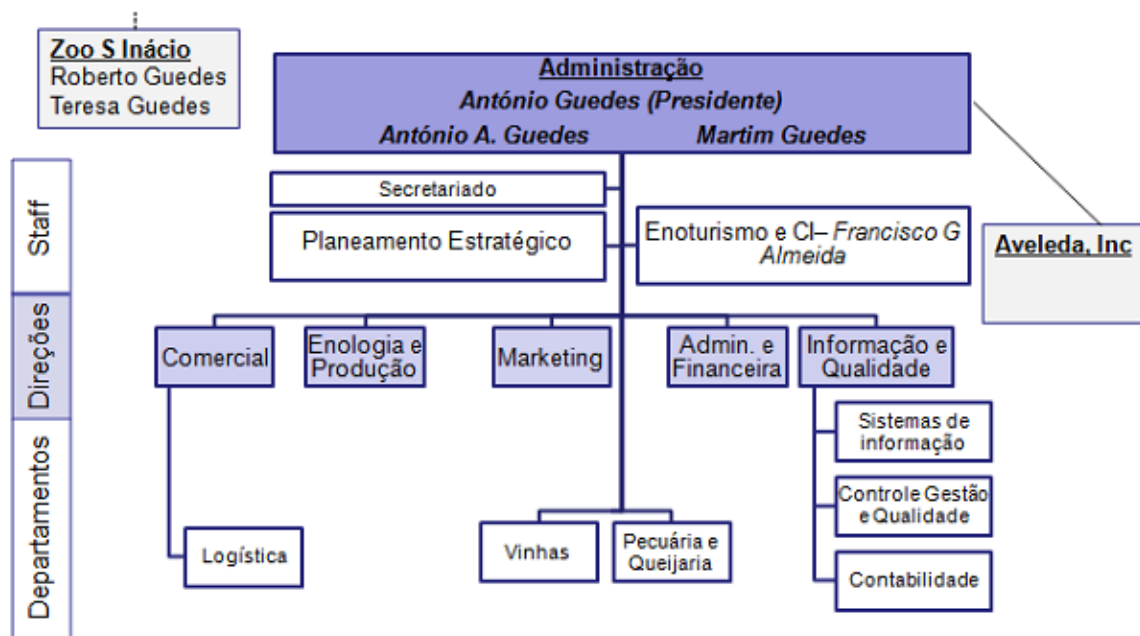 Zoo S Inácio
Roberto Guedes
Teresa Guedes
Administração
António Guedes (Presidente)
António A. Guedes Martim Guedes
Staff
Secretariado
Planeamento Estratégico
Enoturismo e CI– Francisco G
Almeida
Aveleda, Inc
Direções
Comercial
Enologia e
Produção
Marketing
Admin. e
Financeira
Informação e
Qualidade
Departamentos
Sistemas de
informação
Controle Gestão
e Qualidade
Contabilidade
Logística
Vinhas
Pecuária e
Queijaria